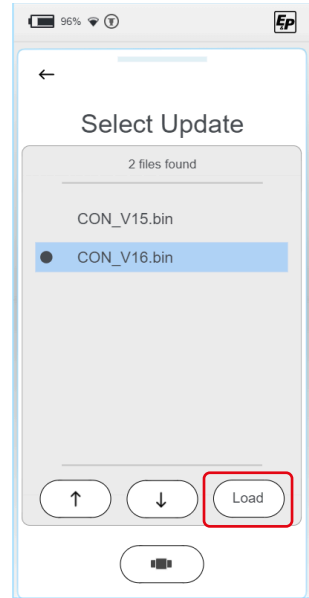 96% T EP
←
Select Update
2 files found
CON_V15.bin
CON_V16.bin
↑ ↓ Load